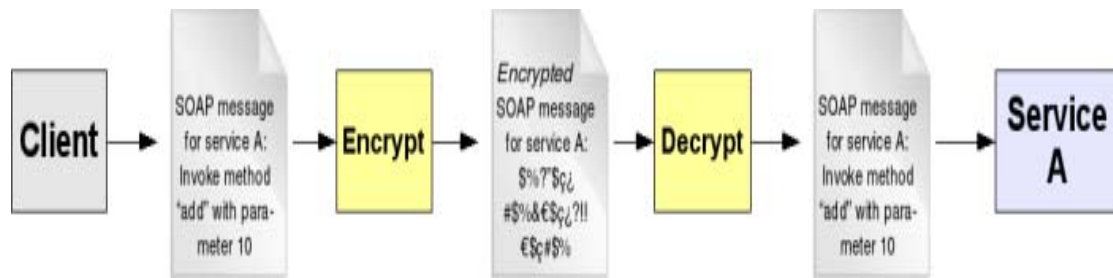 Client
SOAP message
for service A:
Invoke method
“add” with para-
meter 10
Encrypt
Encrypted
SOAP message
for service A:
$%?"$ç¿
#$%&€$ç¿?!!
€$ç#$%
Decrypt
SOAP message
for service A:
Invoke method
“add” with para-
meter 10
Service
A